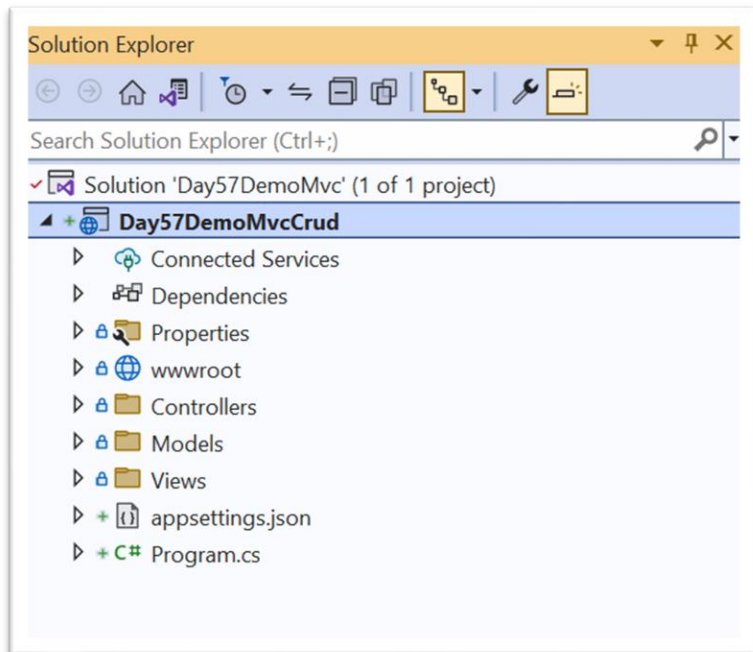 Solution Explorer
Search Solution Explorer (Ctrl+;)
Solution 'Day57DemoMvc' (1 of 1 project)
Day57DemoMvcCrud
Connected Services
Dependencies
Properties
wwwroot
Controllers
Models
Views
appsettings.json
C# Program.cs